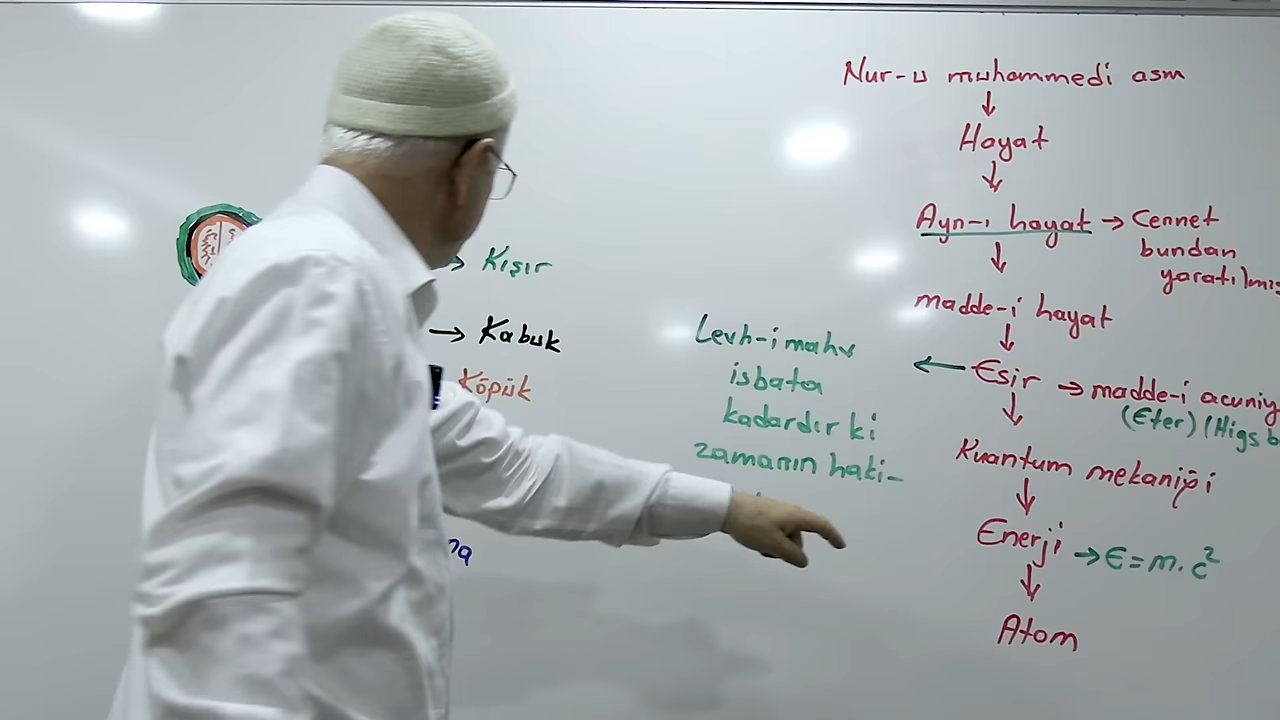 Nur-u muhammedi asm
Hayat
Ayn-ı hayat → Cennet
bundan
yaratılmış
madde-i hayat
Esir → madde-i acuniy
(Eter) (Higs b
Kuantum mekaniği
Enerji → E = m.c²
Atom
Levh-i mahv
isbata
kadardır ki
zamanın haki-
→ Kışır
→ Kabuk
Köpük